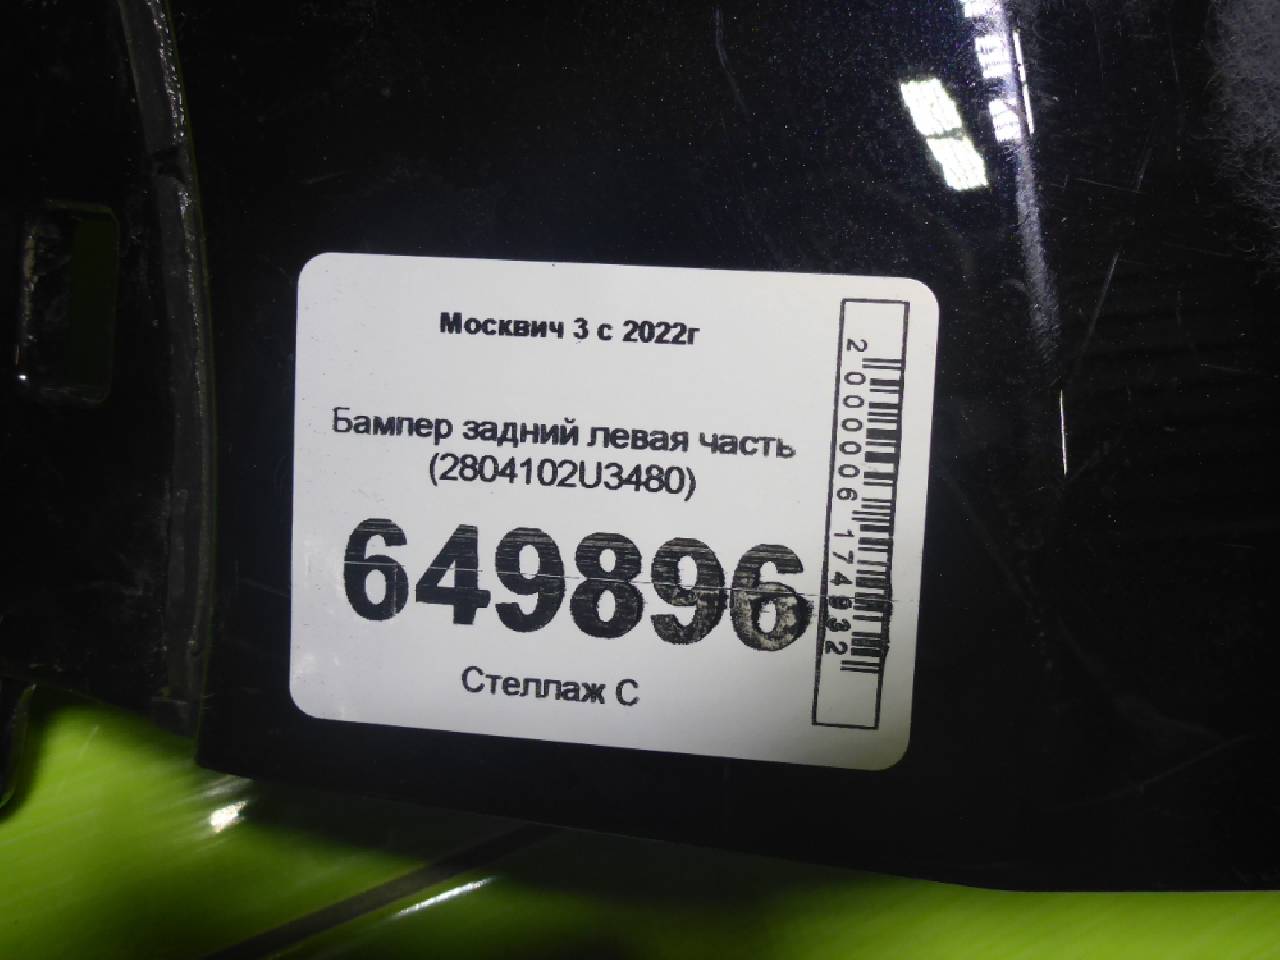 Москвич 3 с 2022г
Бампер задний левая часть
(2804102U3480)
649896
Стеллаж С
2000006174932